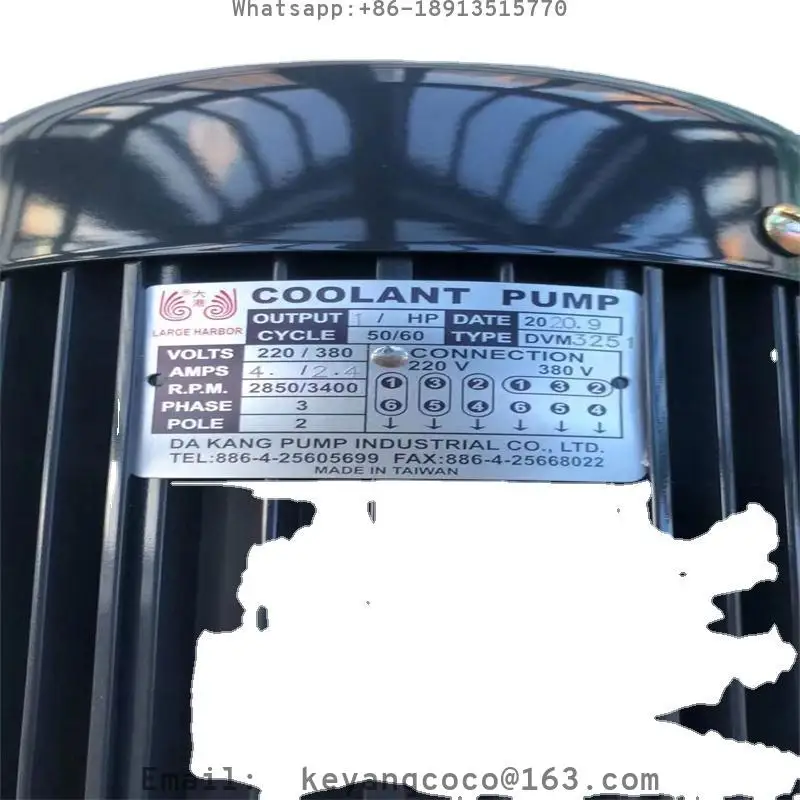 Whatsapp:+86-18913515770
大港
LARGE HARBOR
COOLANT PUMP
OUTPUT 1 / HP DATE 2020.9
CYCLE 50/60 TYPE DVM3251
VOLTS 220 / 380
AMPS 4. /2.4
R.P.M. 2850/3400
PHASE 3
POLE 2
CONNECTION
220 V 380 V
① ③ ② ① ③ ②
⑥ ⑤ ④ ⑥ ⑤ ④
↓ ↓ ↓ ↓ ↓ ↓
DA KANG PUMP INDUSTRIAL CO., LTD.
TEL:886-4-25605699 FAX:886-4-25668022
MADE IN TAIWAN
Email: keyangcoco@163.com